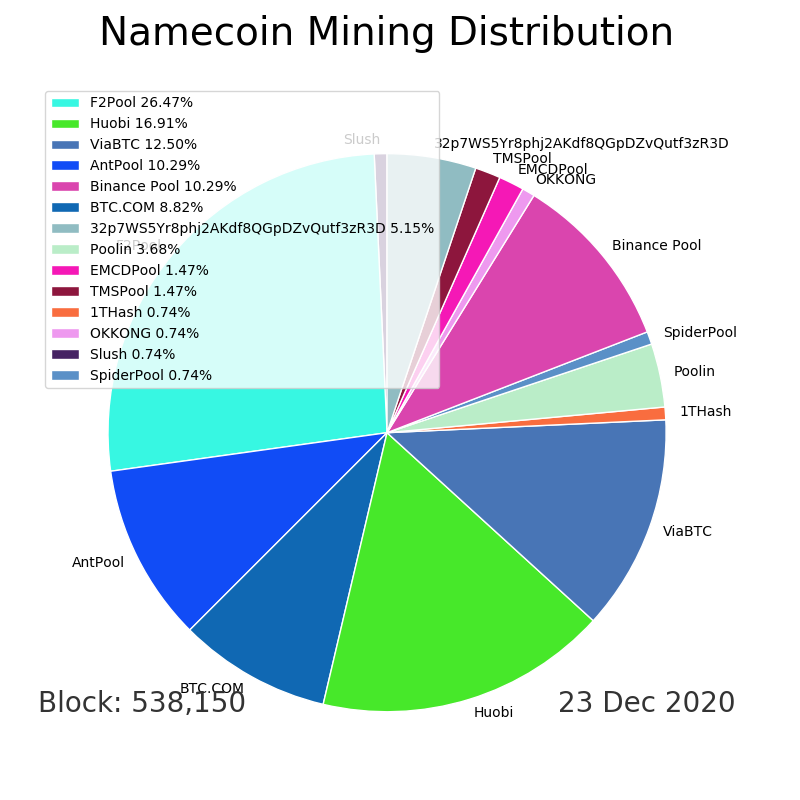 Namecoin Mining Distribution
F2Pool 26.47%
Huobi 16.91%
ViaBTC 12.50%
AntPool 10.29%
Binance Pool 10.29%
BTC.COM 8.82%
32p7WS5Yr8phj2AKdf8QGpDZvQutf3zR3D 5.15%
Poolin 3.68%
EMCDPool 1.47%
TMSPool 1.47%
1THash 0.74%
OKKONG 0.74%
Slush 0.74%
SpiderPool 0.74%
Slush
32p7WS5Yr8phj2AKdf8QGpDZvQutf3zR3D
TMSPool
EMCDPool
OKKONG
F2Pool
Binance Pool
SpiderPool
Poolin
1THash
ViaBTC
AntPool
BTC.COM
Huobi
Block: 538,150
23 Dec 2020